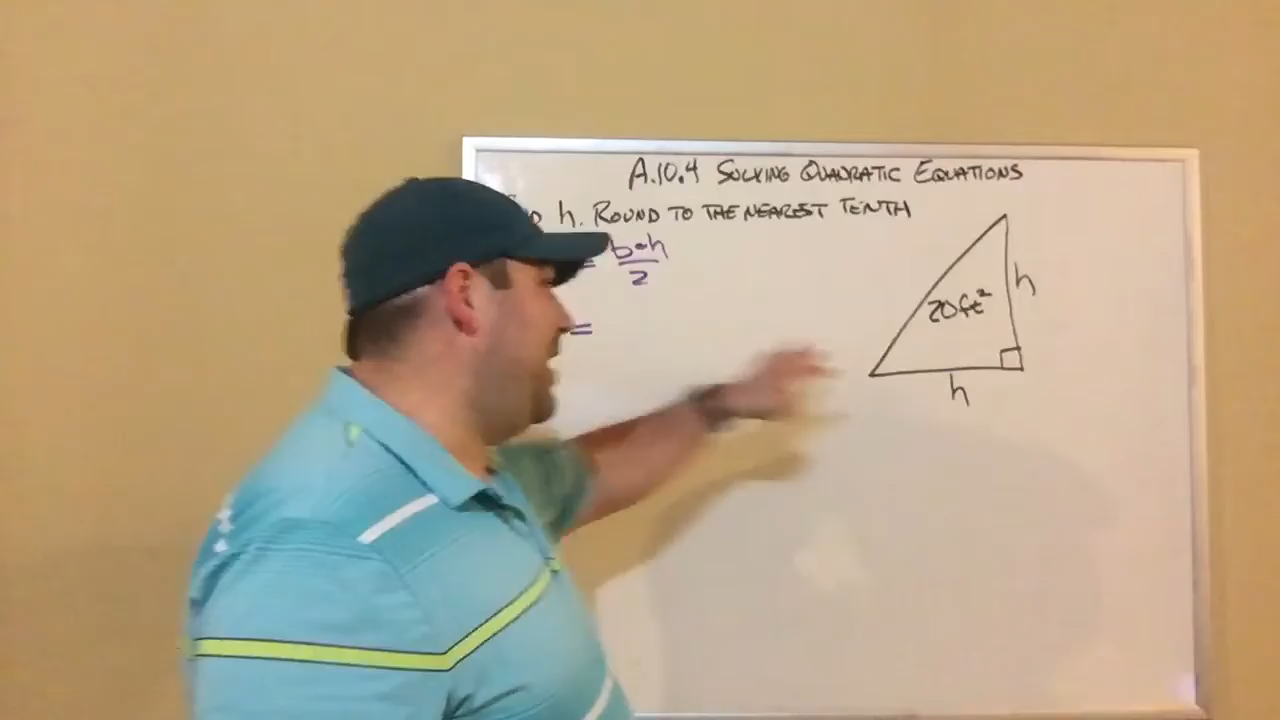 A.10.4 SOLVING QUADRATIC EQUATIONS
h. ROUND TO THE NEAREST TENTH
= b•h
2
=
20ft²
h
h